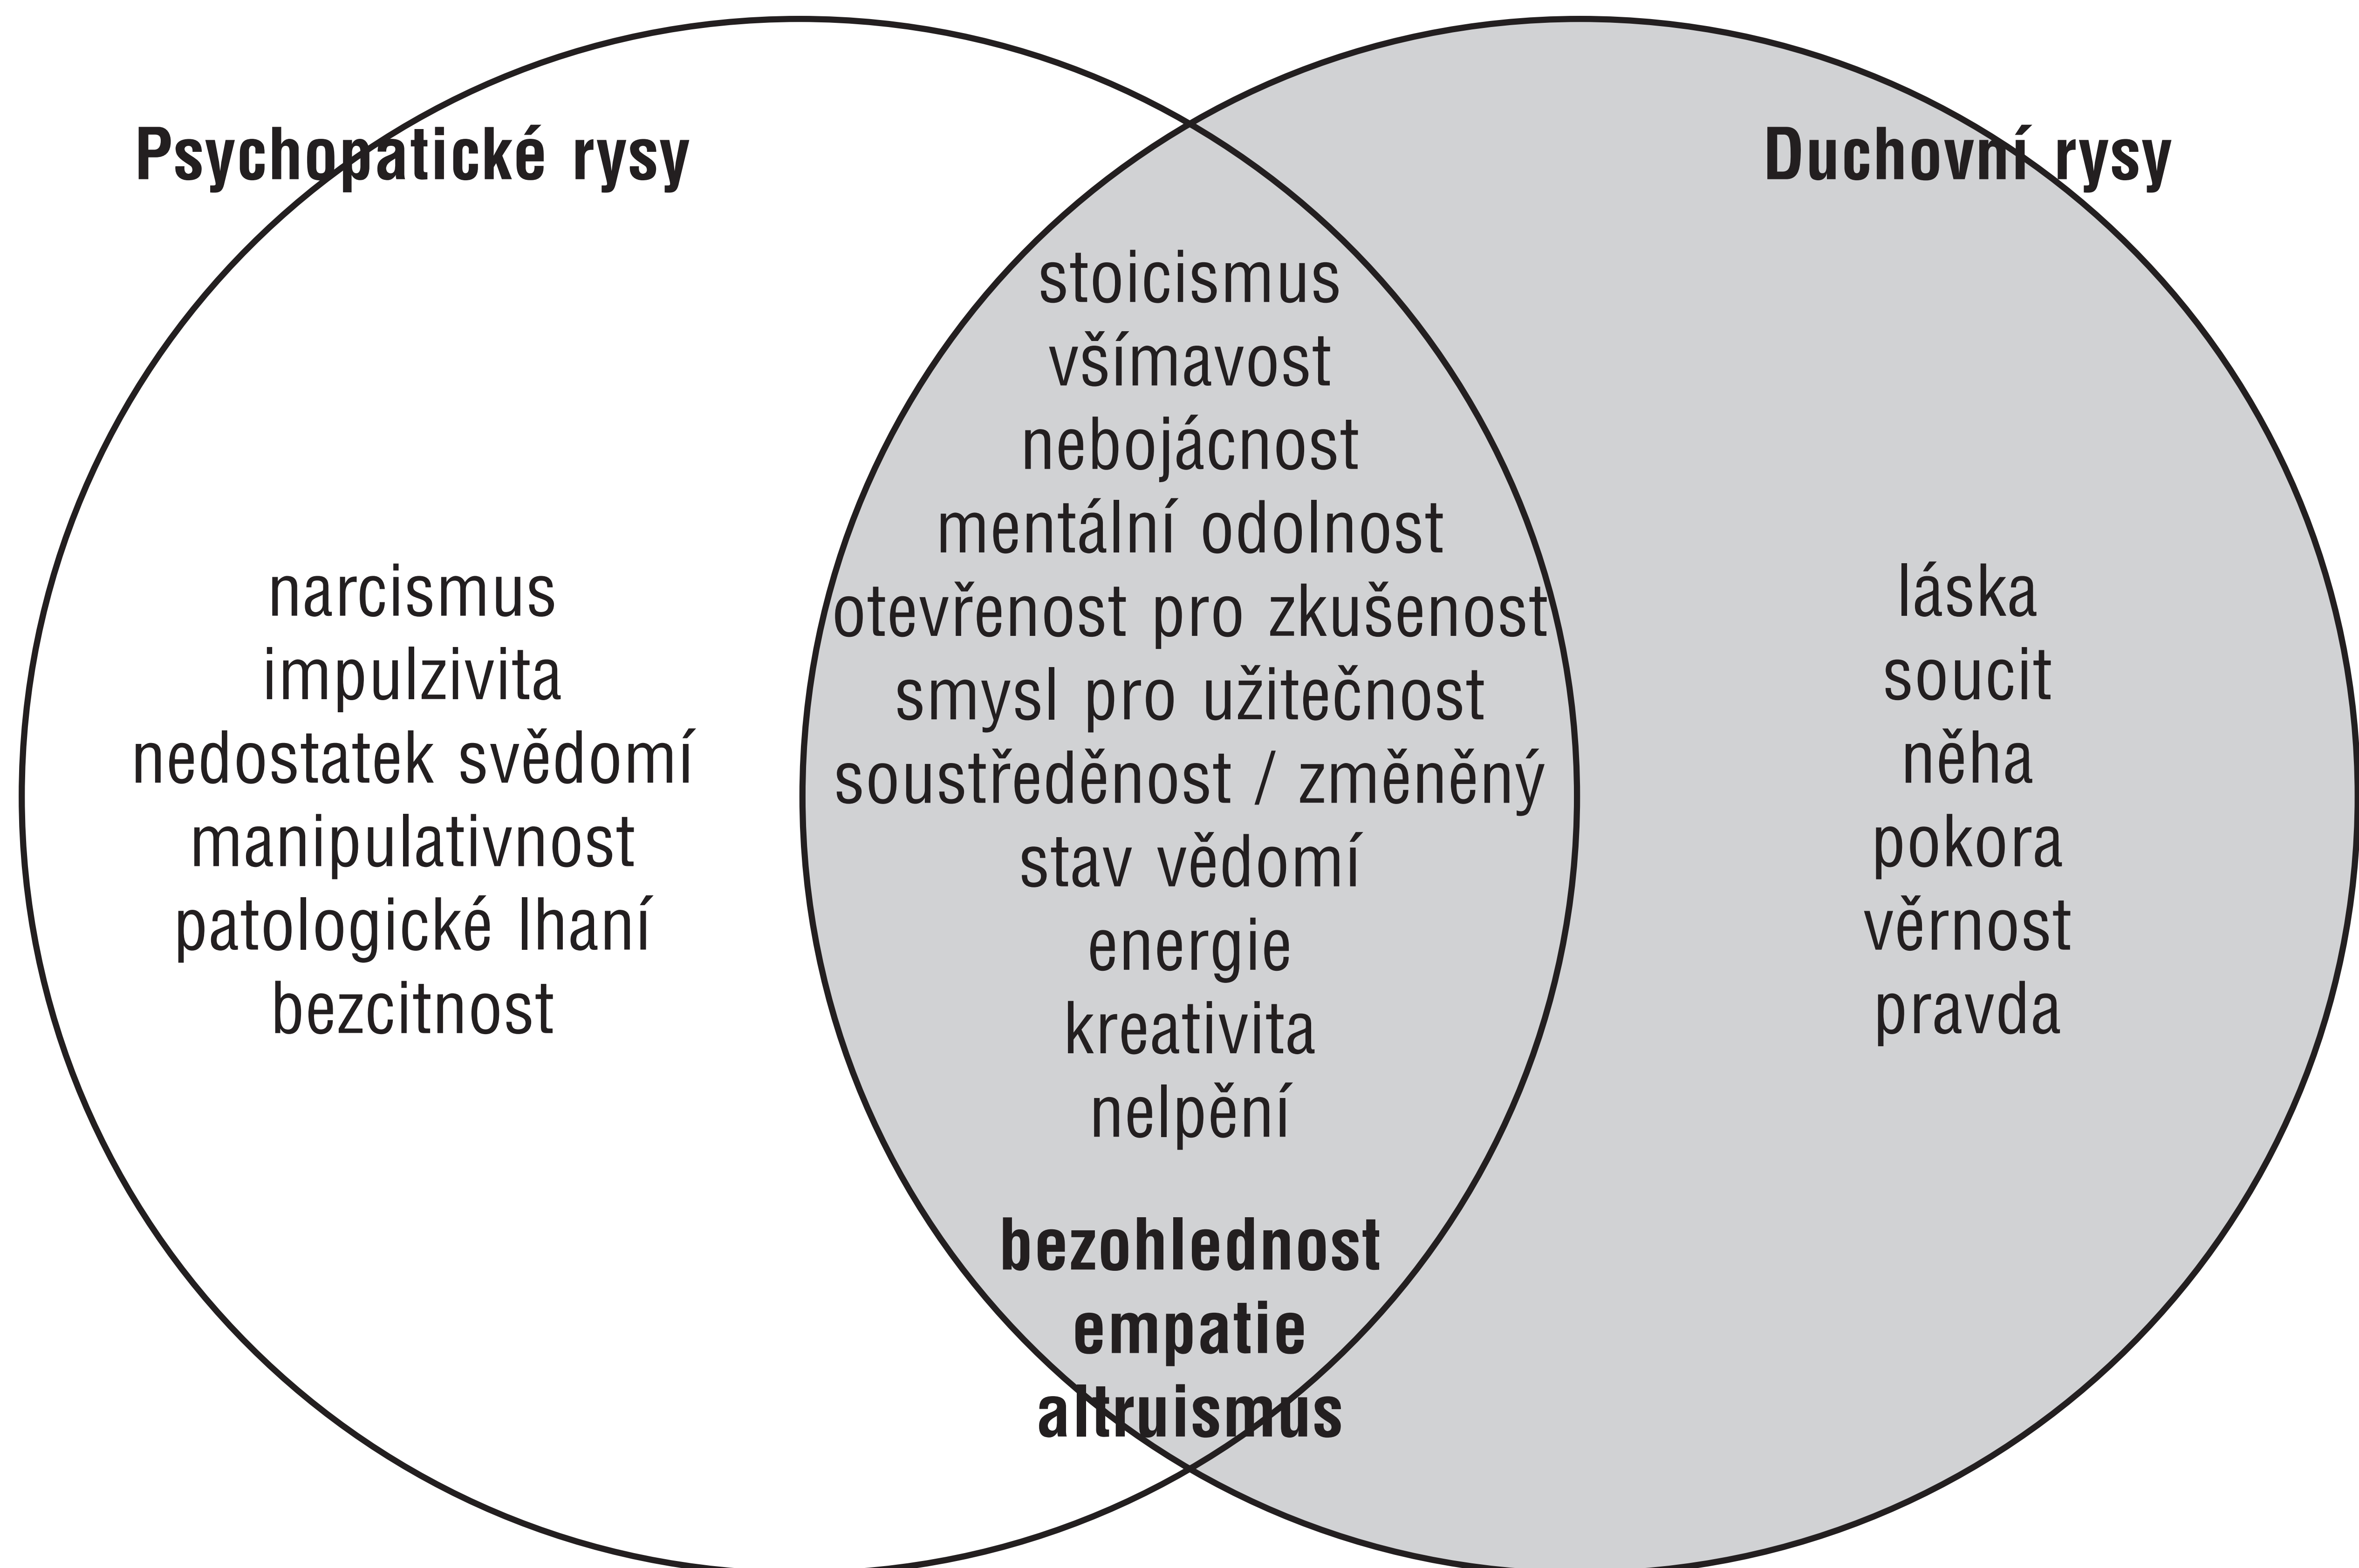 Psychopatické rysy
Duchovní rysy
narcismus
impulzivita
nedostatek svědomí
manipulativnost
patologické lhaní
bezcitnost
stoicismus
všímavost
nebojácnost
mentální odolnost
otevřenost pro zkušenost
smysl pro užitečnost
soustředěnost / změněný
stav vědomí
energie
kreativita
nelpění
bezohlednost
empatie
altruismus
láska
soucit
něha
pokora
věrnost
pravda